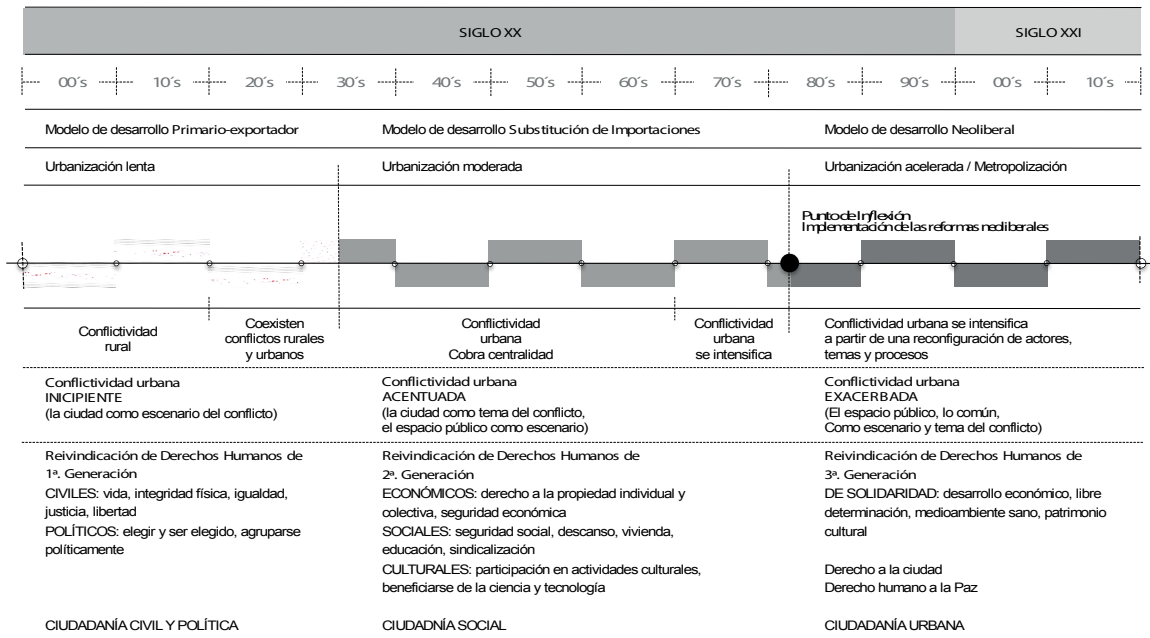 SIGLO XX
SIGLO XXI
00´s 10´s 20´s 30´s 40´s 50´s 60´s 70´s 80´s 90´s 00´s 10´s
Modelo de desarrollo Primario-exportador
Modelo de desarrollo Substitución de Importaciones
Modelo de desarrollo Neoliberal
Urbanización lenta
Urbanización moderada
Urbanización acelerada / Metropolización
Punto de Inflexión
Implementación de las reformas neoliberales
Conflictividad
rural
Coexisten
conflictos rurales
y urbanos
Conflictividad
urbana
Cobra centralidad
Conflictividad
urbana
se intensifica
Conflictividad urbana se intensifica
a partir de una reconfiguración de actores,
temas y procesos
Conflictividad urbana
INICIPIENTE
(la ciudad como escenario del conflicto)
Conflictividad urbana
ACENTUADA
(la ciudad como tema del conflicto,
el espacio público como escenario)
Conflictividad urbana
EXACERBADA
(El espacio público, lo común,
Como escenario y tema del conflicto)
Reivindicación de Derechos Humanos de
1ª. Generación
CIVILES: vida, integridad física, igualdad,
justicia, libertad
POLÍTICOS: elegir y ser elegido, agruparse
políticamente
Reivindicación de Derechos Humanos de
2ª. Generación
ECONÓMICOS: derecho a la propiedad individual y
colectiva, seguridad económica
SOCIALES: seguridad social, descanso, vivienda,
educación, sindicalización
CULTURALES: participación en actividades culturales,
beneficiarse de la ciencia y tecnología
Reivindicación de Derechos Humanos de
3ª. Generación
DE SOLIDARIDAD: desarrollo económico, libre
determinación, medioambiente sano, patrimonio
cultural
Derecho a la ciudad
Derecho humano a la Paz
CIUDADANÍA CIVIL Y POLÍTICA
CIUDADNÍA SOCIAL
CIUDADANÍA URBANA